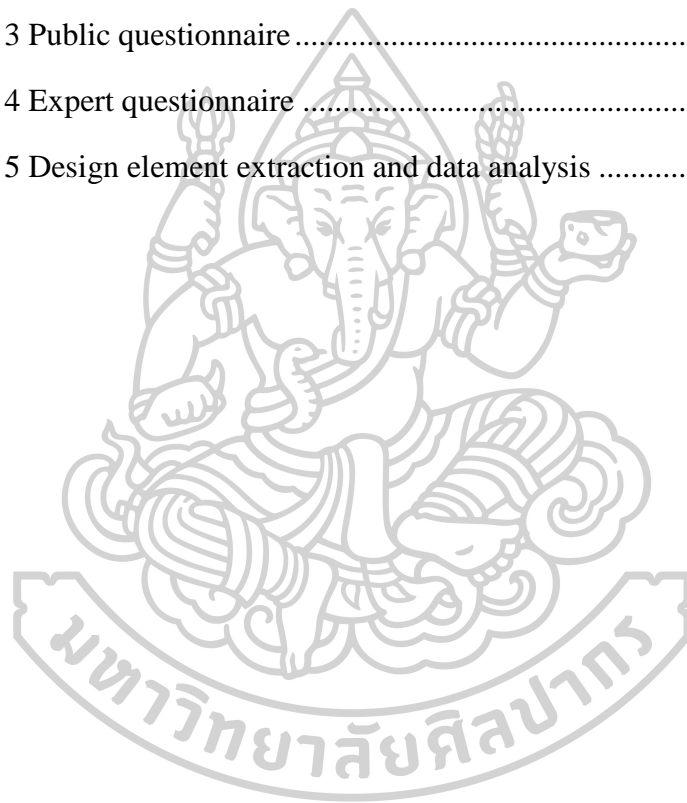 3 Public questionnaire................................................
4 Expert questionnaire ...............................................
5 Design element extraction and data analysis ...........
มหาวิทยาลัยศิลปากร